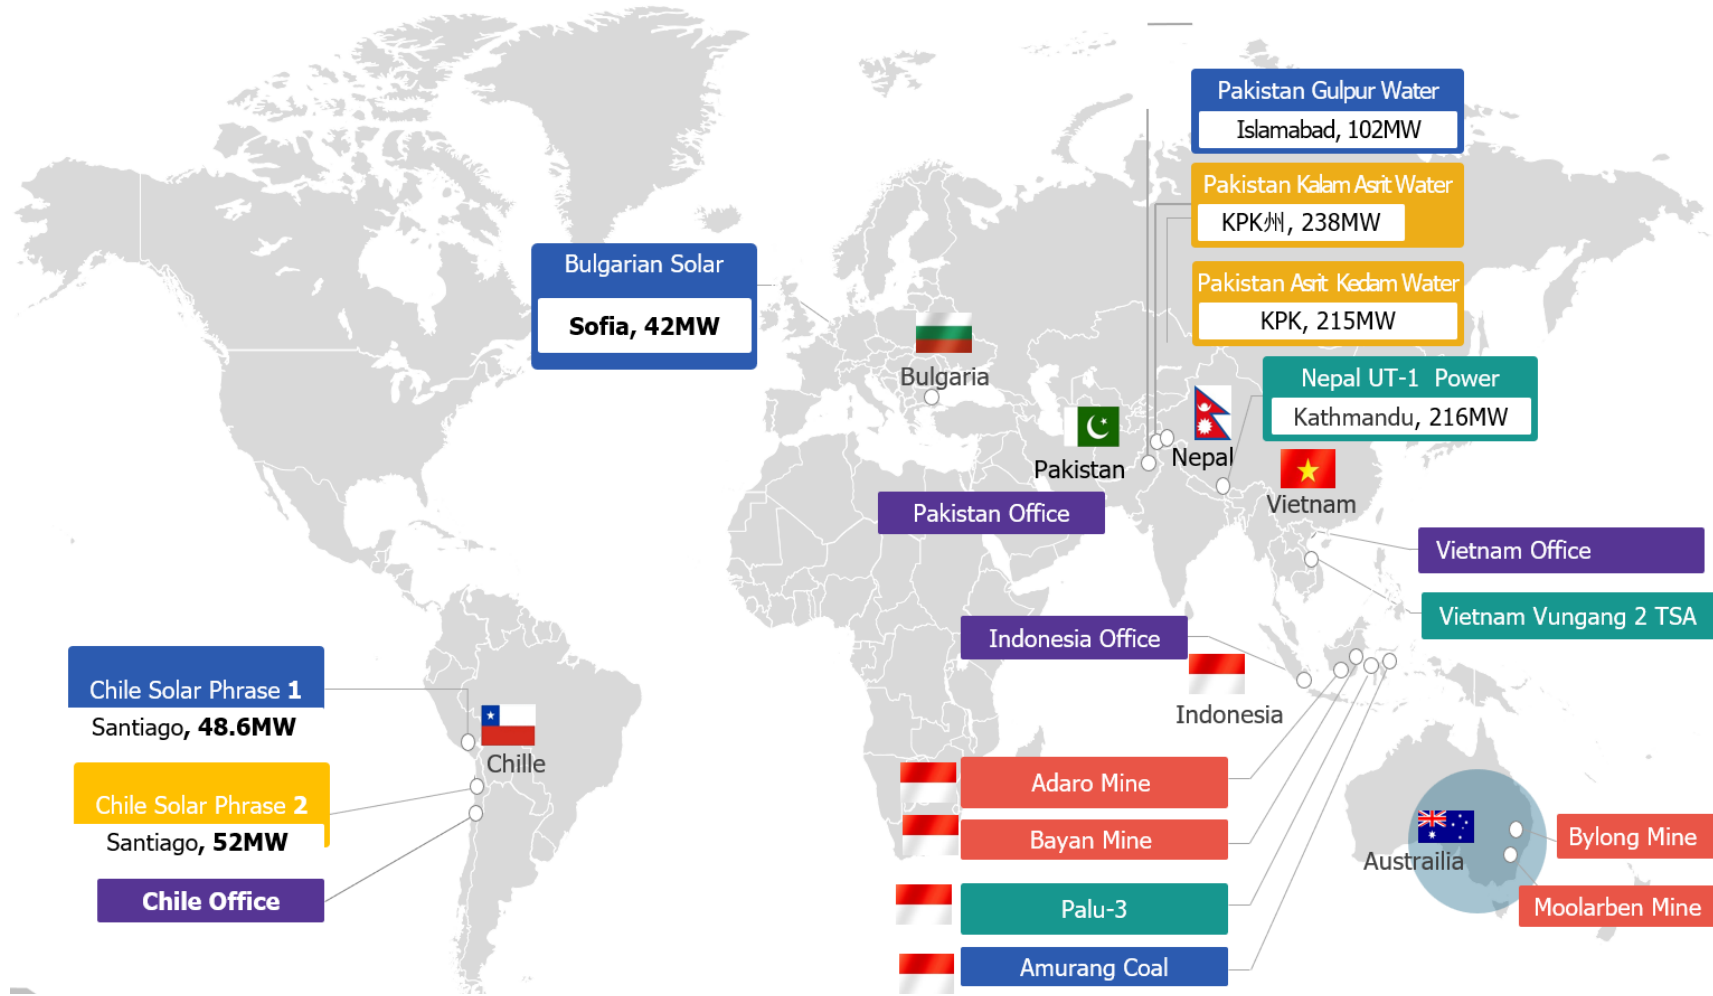 Pakistan Gulpur Water
Islamabad, 102MW
Pakistan Kalam Asrit Water
KPK州, 238MW
Pakistan Asrit Kedam Water
KPK, 215MW
Bulgarian Solar
Sofia, 42MW
Bulgaria
Nepal UT-1 Power
Kathmandu, 216MW
Pakistan
Nepal
Vietnam
Pakistan Office
Vietnam Office
Vietnam Vungang 2 TSA
Indonesia Office
Indonesia
Chile Solar Phrase 1
Santiago, 48.6MW
Chille
Chile Solar Phrase 2
Santiago, 52MW
Chile Office
Adaro Mine
Bayan Mine
Palu-3
Amurang Coal
Austrailia
Bylong Mine
Moolarben Mine